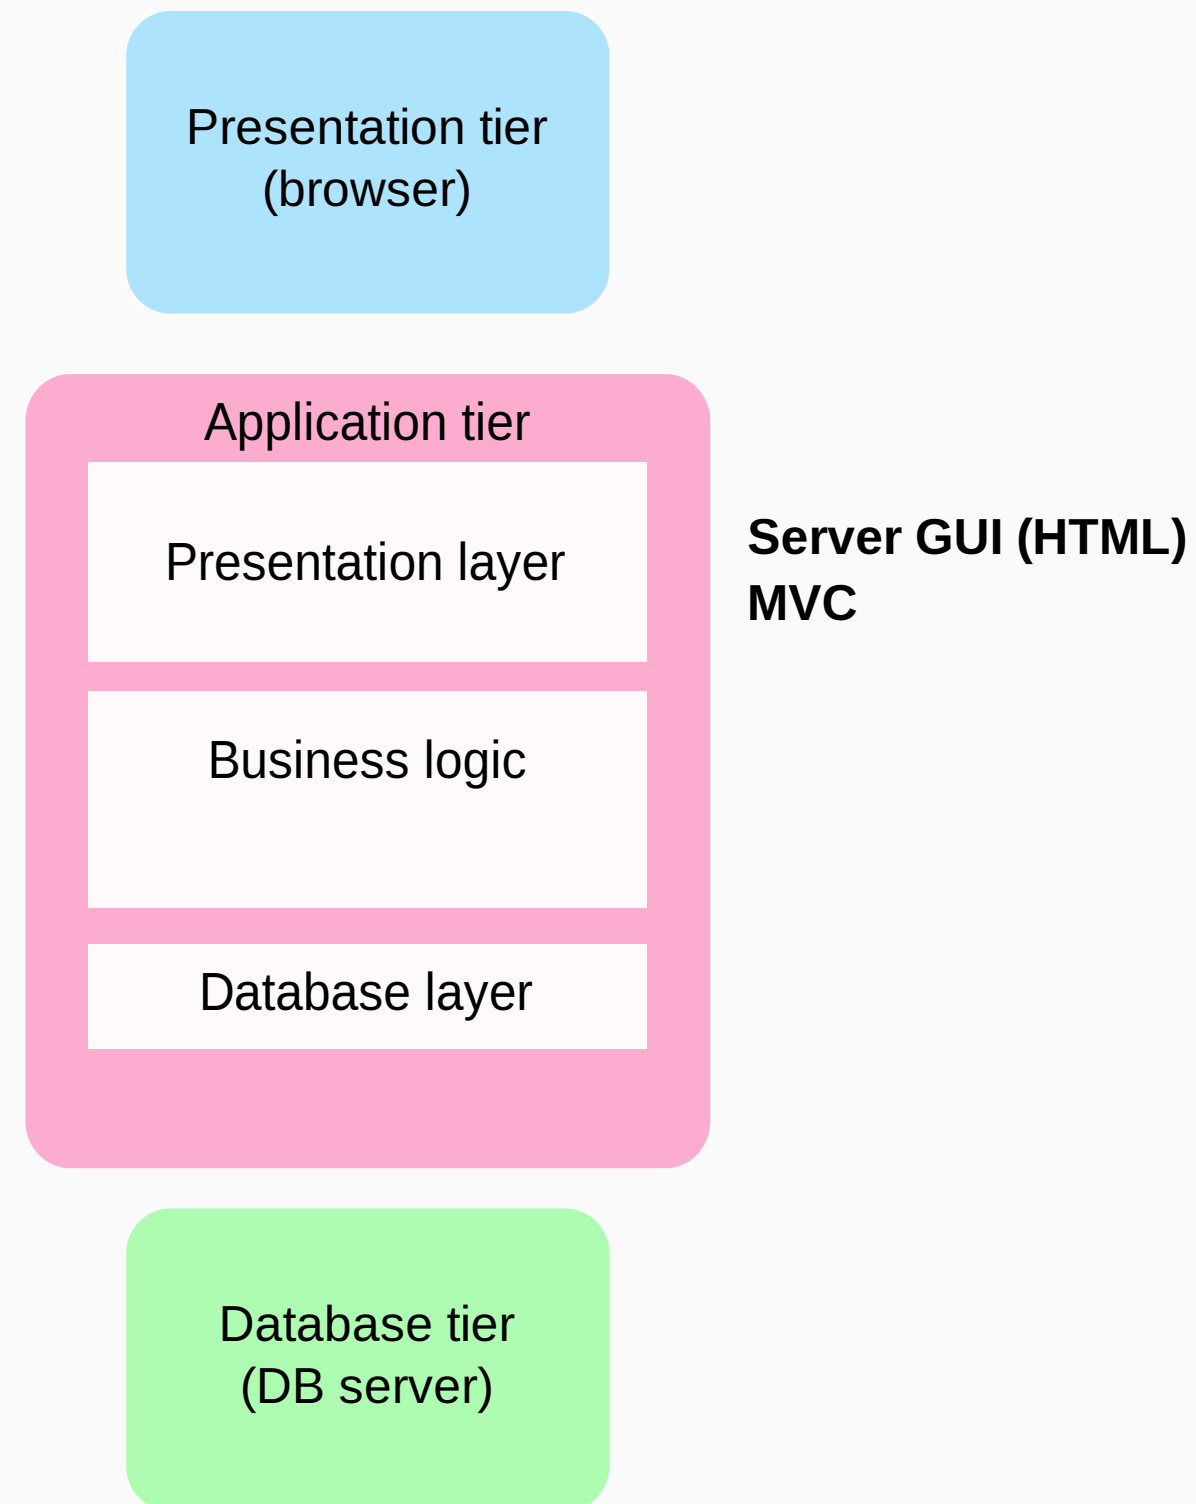 Presentation tier
(browser)
Application tier
Presentation layer
Server GUI (HTML)
MVC
Business logic
Database layer
Database tier
(DB server)